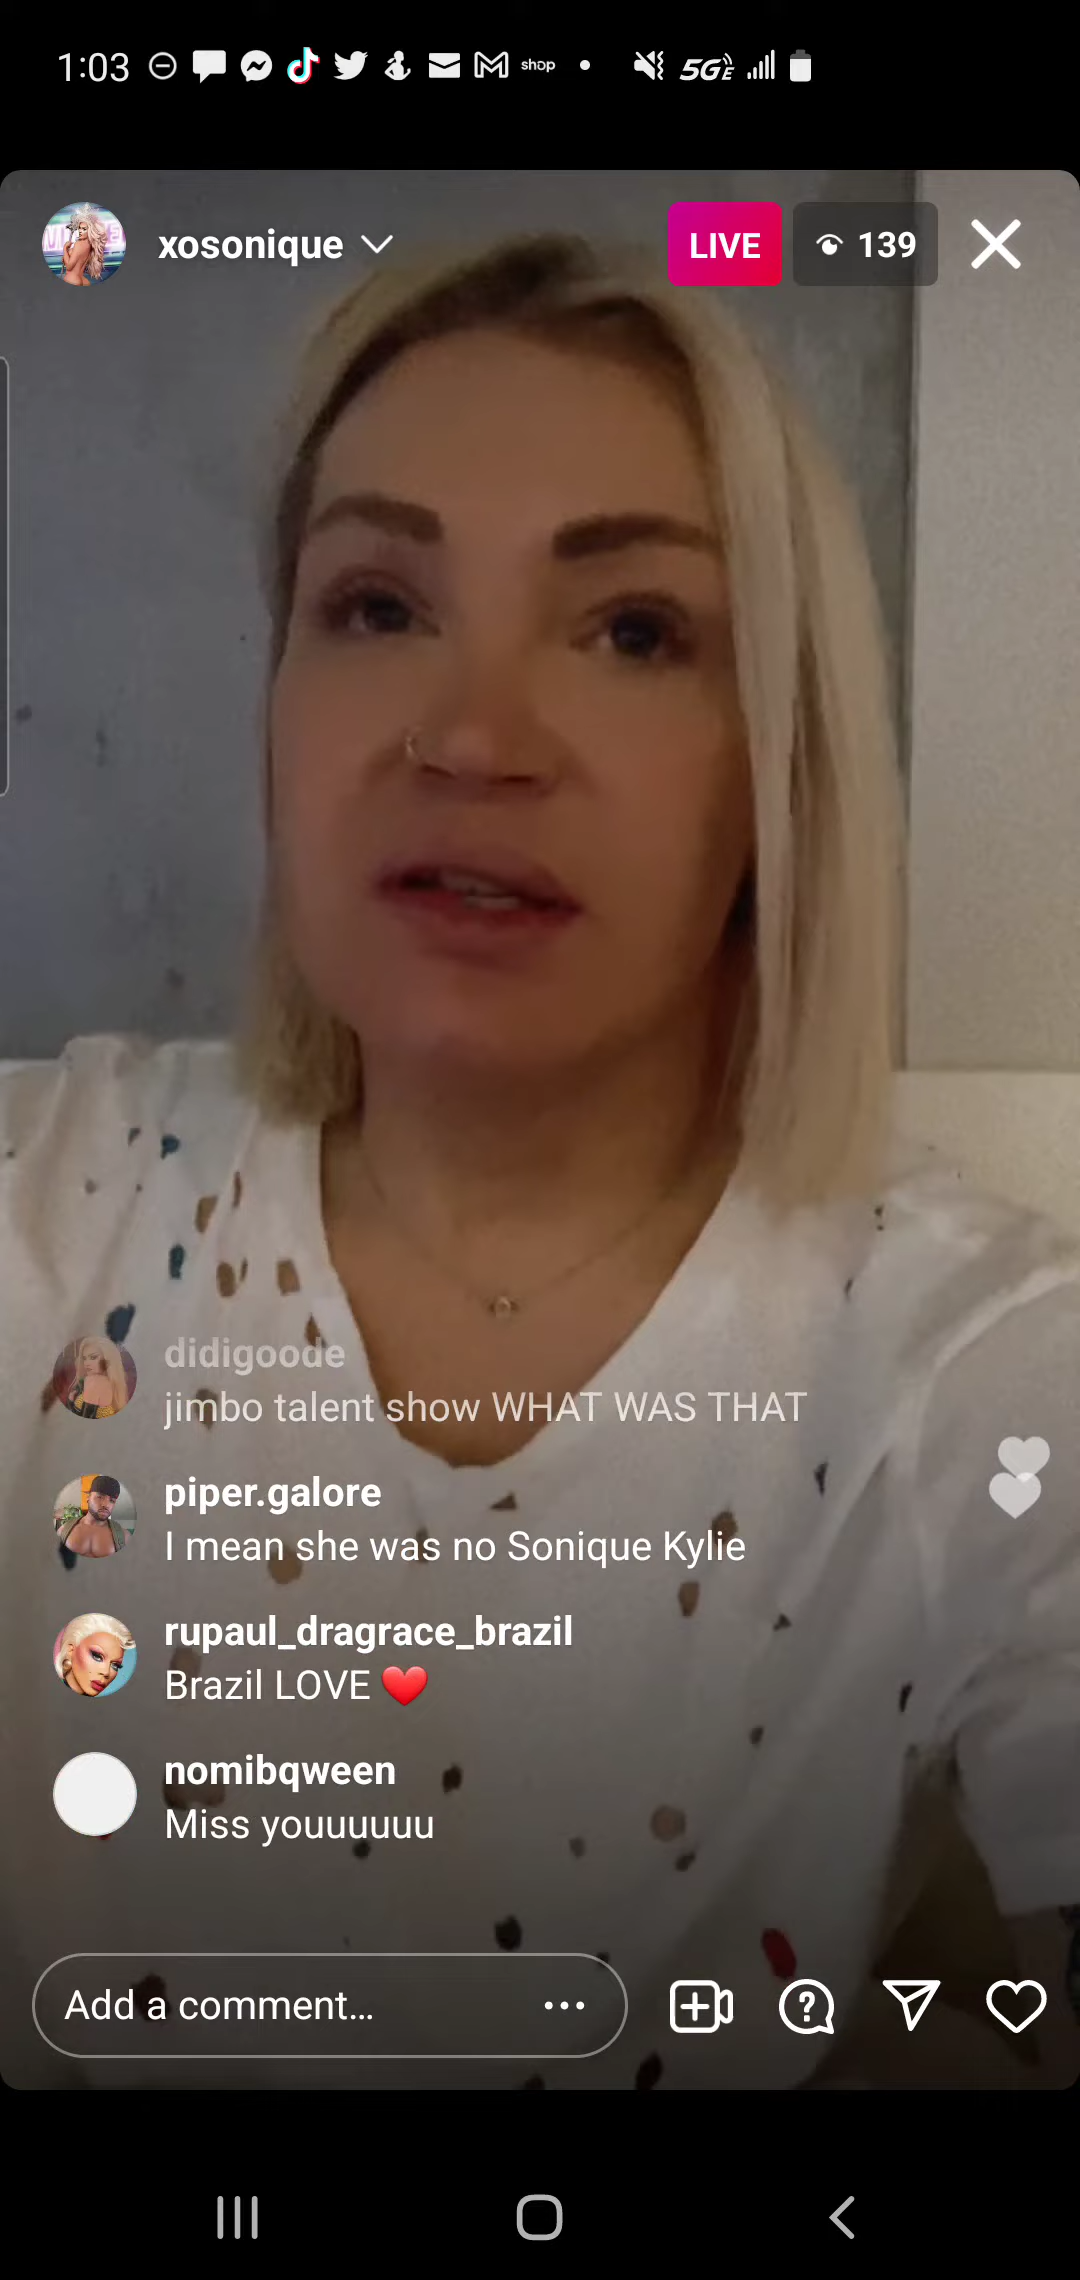 1:03 shop 5GE
xosonique LIVE 139
didigoode
jimbo talent show WHAT WAS THAT
piper.galore
I mean she was no Sonique Kylie
rupaul_dragrace_brazil
Brazil LOVE ❤️
nomibqween
Miss youuuuuu
Add a comment...